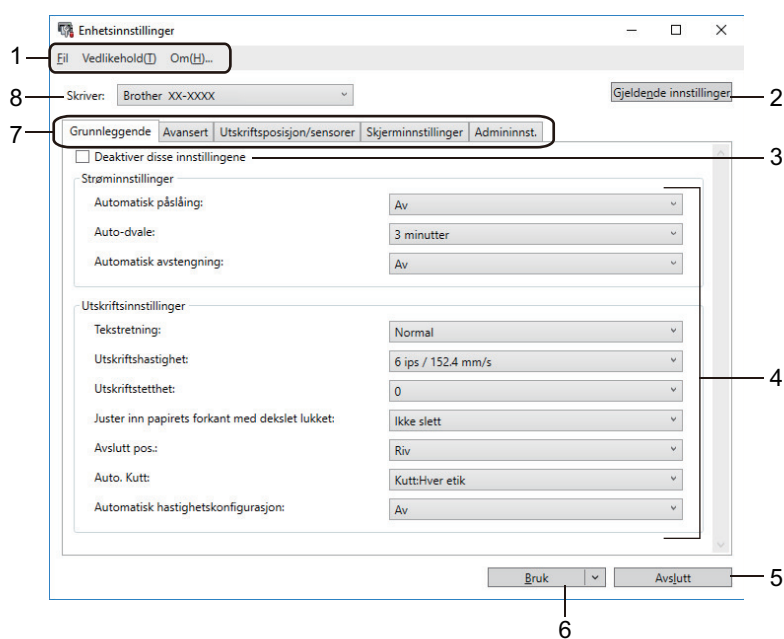 Enhetsinnstillinger
1
Fil Vedlikehold(T) Om(H)...
8
Skriver: Brother XX-XXXX
Gjeldende innstillinger
2
7
Grunnleggende Avansert Utskriftsposisjon/sensorer Skjerminnstillinger Admininnst.
Deaktiver disse innstillingene
3
Strøminnstillinger
Automatisk påslåing: Av
Auto-dvale: 3 minutter
Automatisk avstengning: Av
Utskriftsinnstillinger
Tekstretning: Normal
Utskriftshastighet: 6 ips / 152.4 mm/s
4
Utskriftstetthet: 0
Juster inn papirets forkant med dekslet lukket: Ikke slett
Avslutt pos.: Riv
Auto. Kutt: Kutt:Hver etik
Automatisk hastighetskonfigurasjon: Av
Bruk Avslutt
5
6